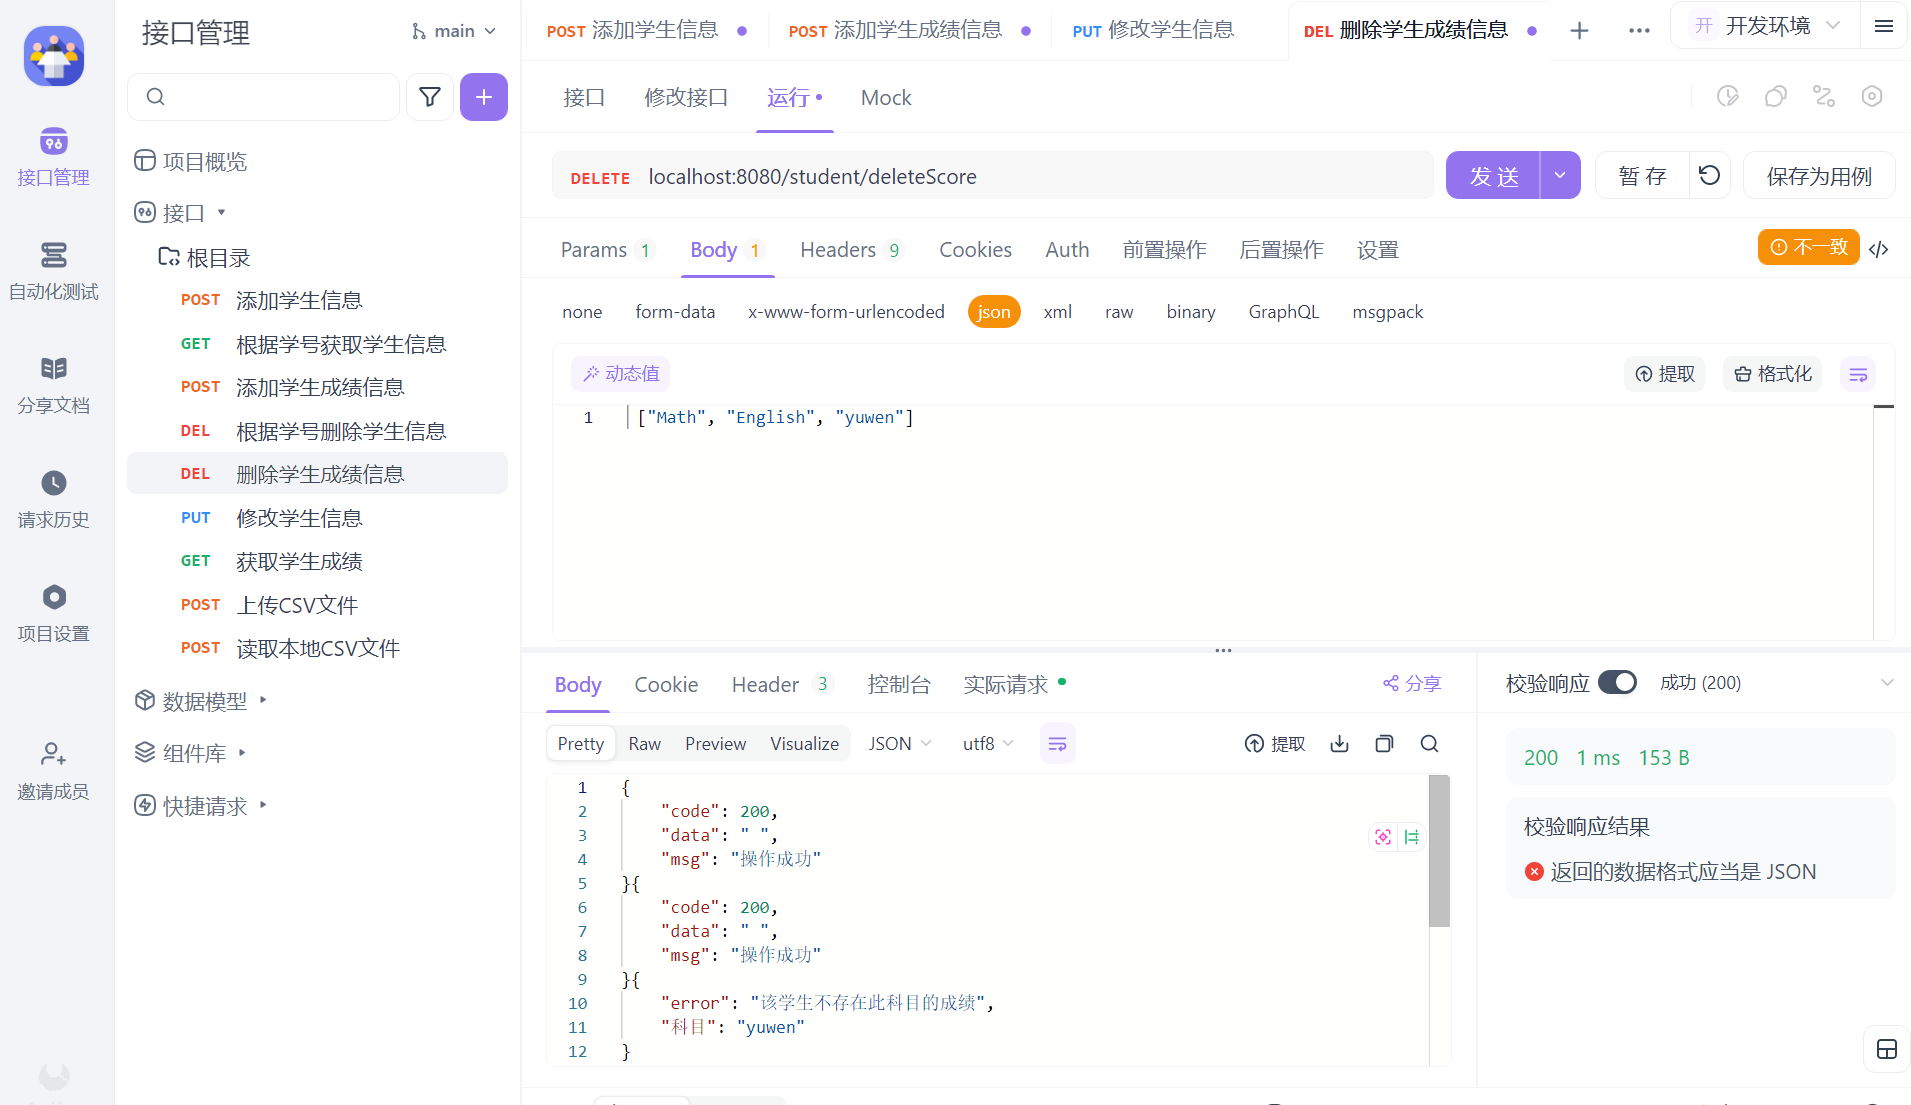 接口管理
main
POST 添加学生信息
POST 添加学生成绩信息
PUT 修改学生信息
DEL 删除学生成绩信息
开 开发环境
接口管理
自动化测试
分享文档
请求历史
项目设置
邀请成员
项目概览
接口
根目录
POST 添加学生信息
GET 根据学号获取学生信息
POST 添加学生成绩信息
DEL 根据学号删除学生信息
DEL 删除学生成绩信息
PUT 修改学生信息
GET 获取学生成绩
POST 上传CSV文件
POST 读取本地CSV文件
数据模型
组件库
快捷请求
接口 修改接口 运行 Mock
DELETE localhost:8080/student/deleteScore
发 送
暂 存
保存为用例
Params 1 Body 1 Headers 9 Cookies Auth 前置操作 后置操作 设置
不一致
none form-data x-www-form-urlencoded json xml raw binary GraphQL msgpack
动态值
提取 格式化
1 ["Math", "English", "yuwen"]
Body Cookie Header 3 控制台 实际请求
分享
Pretty Raw Preview Visualize JSON utf8
提取
1 {
2 "code": 200,
3 "data": " ",
4 "msg": "操作成功"
5 }{
6 "code": 200,
7 "data": " ",
8 "msg": "操作成功"
9 }{
10 "error": "该学生不存在此科目的成绩",
11 "科目": "yuwen"
12 }
校验响应 成功 (200)
200 1 ms 153 B
校验响应结果
返回的数据格式应当是 JSON